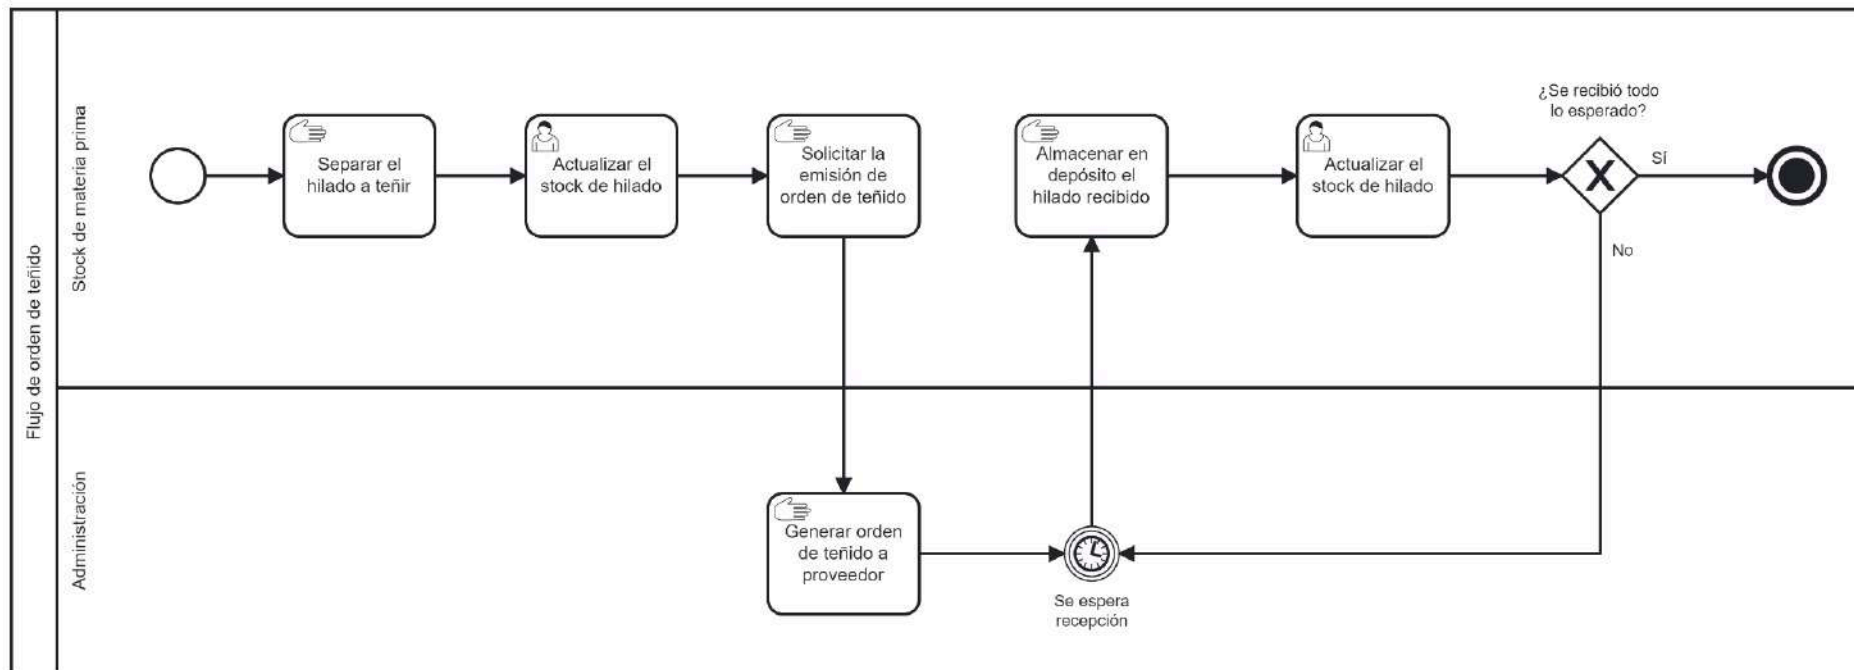 Flujo de orden de teñido
Stock de materia prima
Separar el
hilado a teñir
Actualizar el
stock de hilado
Solicitar la
emisión de
orden de teñido
Almacenar en
depósito el
hilado recibido
Actualizar el
stock de hilado
¿Se recibió todo
lo esperado?
Sí
No
Administración
Generar orden
de teñido a
proveedor
Se espera
recepción